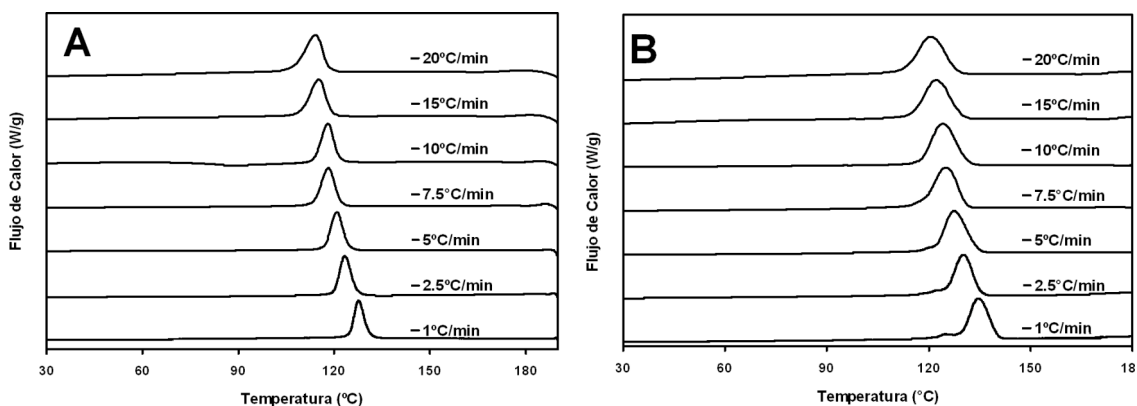 A
−20ºC/min
−15ºC/min
−10ºC/min
−7.5°C/min
−5ºC/min
−2.5ºC/min
−1ºC/min
Flujo de Calor (W/g)
30 60 90 120 150 180
Temperatura (ºC)
B
−20ºC/min
−15ºC/min
−10ºC/min
−7.5°C/min
−5ºC/min
−2.5ºC/min
−1ºC/min
Flujo de Calor (W/g)
30 60 90 120 150 18
Temperatura (°C)